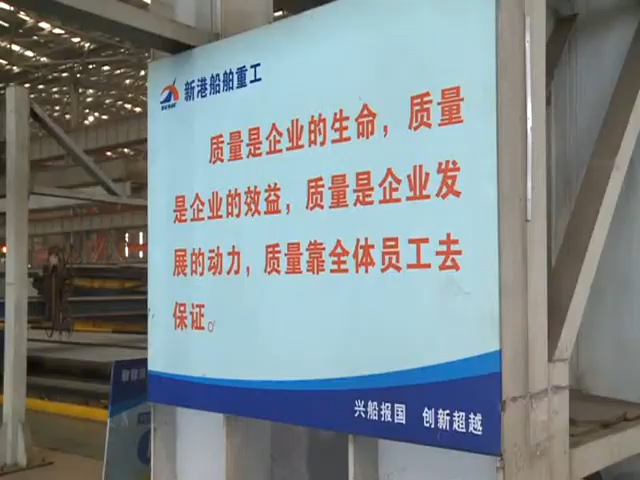 新港船舶重工
质量是企业的生命，质量
是企业的效益，质量是企业发
展的动力，质量靠全体员工去
保证。
兴船报国 创新超越